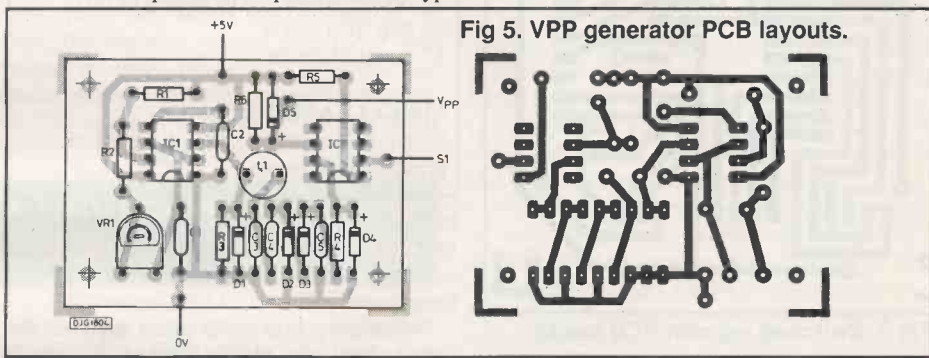 Fig 5. VPP generator PCB layouts.
+5V
R1
R5
R6
D5
VPP
+
IC1
C2
IC
S1
R2
L1
VR1
+
+
+
+
R3
C3
C4
C5
R4
D4
D1
D2
D3
DJG1804
0V